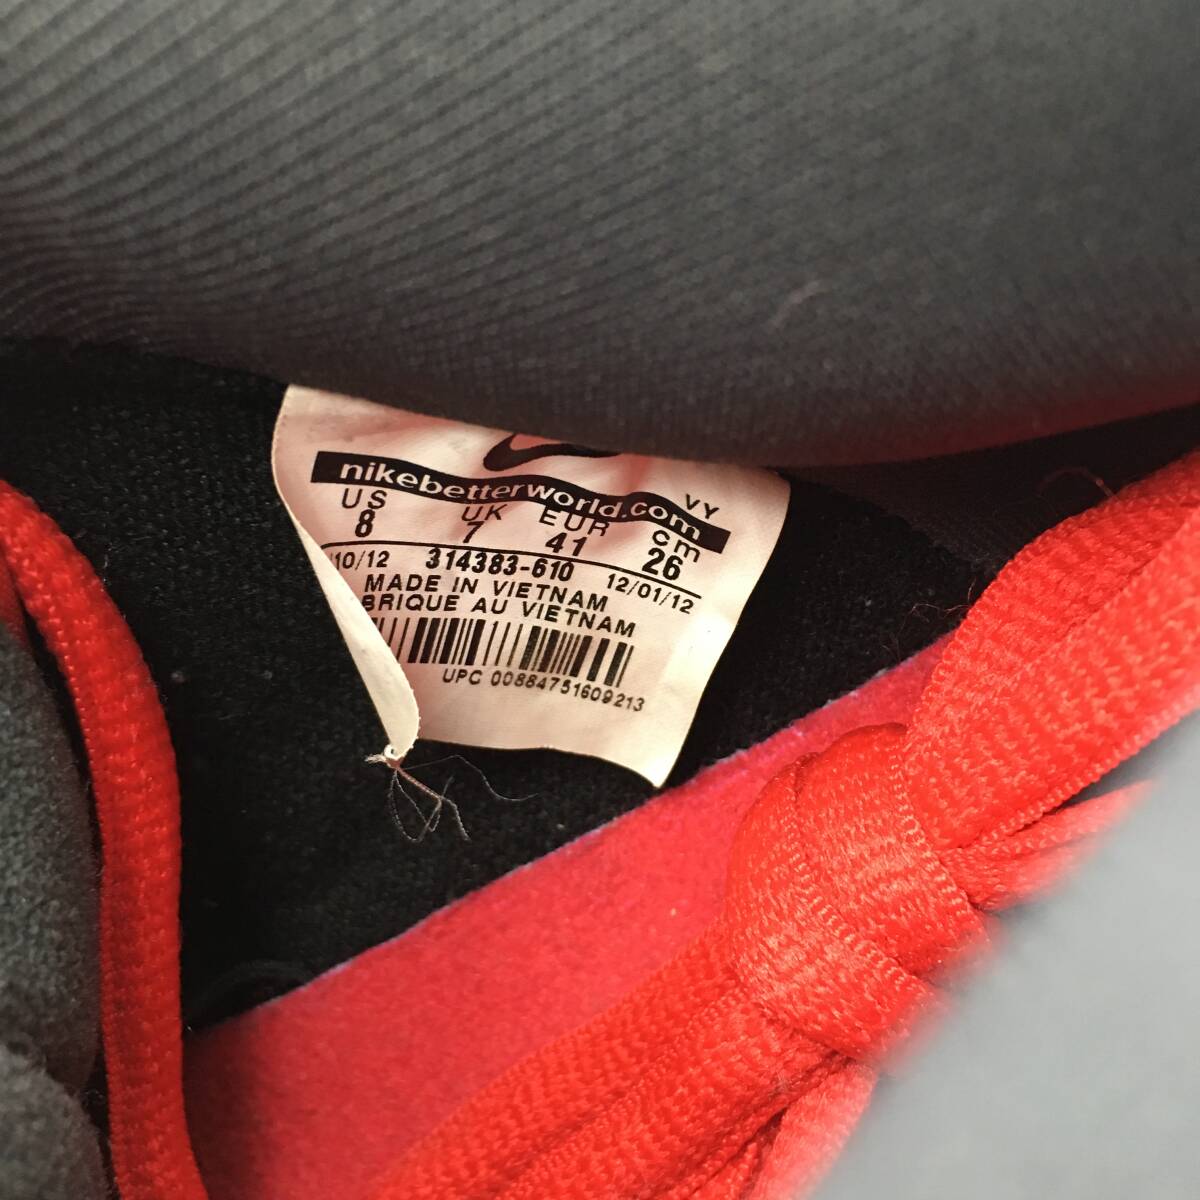 nikebetterworld.com
VY
US UK EUR cm
8 7 41 26
10/12 314383-610 12/01/12
MADE IN VIETNAM
BRIQUE AU VIETNAM
UPC 00884751609213